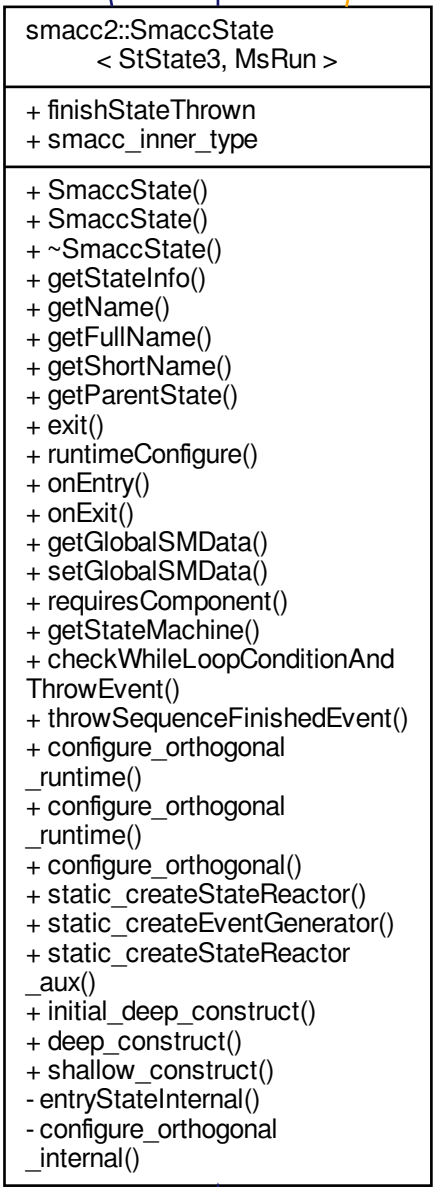 smacc2::SmaccState
< StState3, MsRun >
+ finishStateThrown
+ smacc_inner_type
+ SmaccState()
+ SmaccState()
+ ~SmaccState()
+ getStateInfo()
+ getName()
+ getFullName()
+ getShortName()
+ getParentState()
+ exit()
+ runtimeConfigure()
+ onEntry()
+ onExit()
+ getGlobalSMData()
+ setGlobalSMData()
+ requiresComponent()
+ getStateMachine()
+ checkWhileLoopConditionAnd
ThrowEvent()
+ throwSequenceFinishedEvent()
+ configure_orthogonal
_runtime()
+ configure_orthogonal
_runtime()
+ configure_orthogonal()
+ static_createStateReactor()
+ static_createEventGenerator()
+ static_createStateReactor
_aux()
+ initial_deep_construct()
+ deep_construct()
+ shallow_construct()
- entryStateInternal()
- configure_orthogonal
_internal()